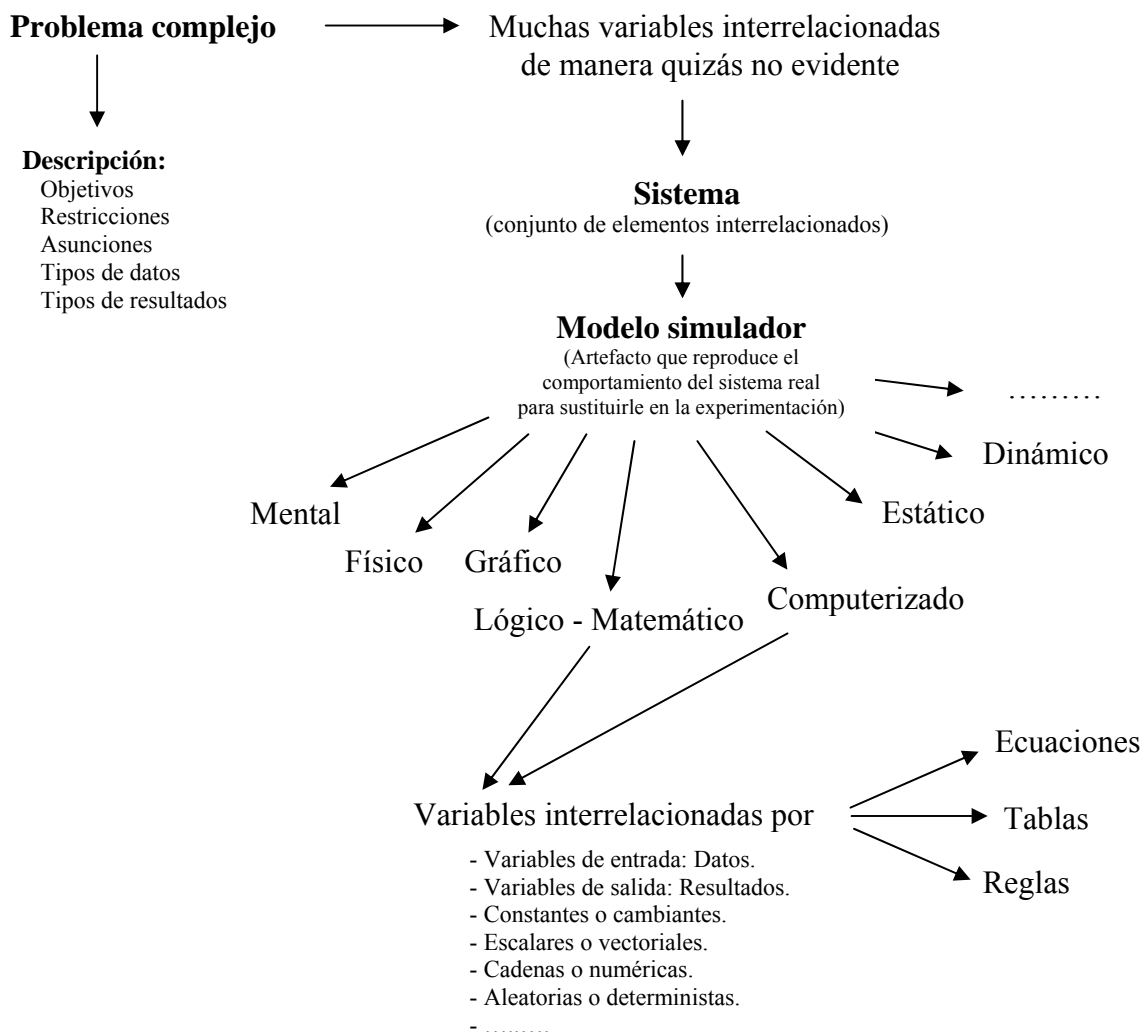 Problema complejo
Muchas variables interrelacionadas
de manera quizás no evidente
Descripción:
Objetivos
Restricciones
Asunciones
Tipos de datos
Tipos de resultados
Sistema
(conjunto de elementos interrelacionados)
Modelo simulador
(Artefacto que reproduce el
comportamiento del sistema real
para sustituirle en la experimentación)
………
Dinámico
Estático
Mental
Físico
Gráfico
Computerizado
Lógico - Matemático
Variables interrelacionadas por
Ecuaciones
Tablas
Reglas
- Variables de entrada: Datos.
- Variables de salida: Resultados.
- Constantes o cambiantes.
- Escalares o vectoriales.
- Cadenas o numéricas.
- Aleatorias o deterministas.
- ………